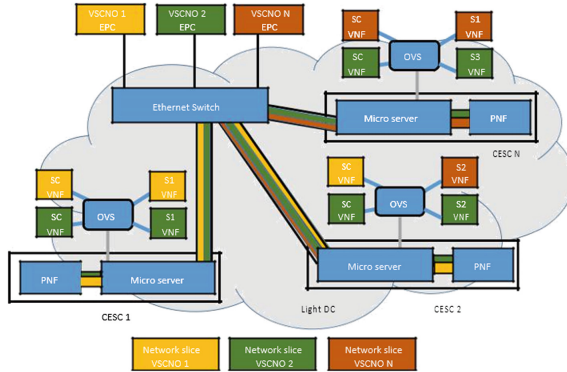 VSCNO 1
EPC
VSCNO 2
EPC
VSCNO N
EPC
SC
VNF
S1
VNF
OVS
SC
VNF
S3
VNF
Ethernet Switch
Micro server
PNF
CESC N
SC
VNF
S1
VNF
OVS
SC
VNF
S1
VNF
SC
VNF
S2
VNF
OVS
SC
VNF
S2
VNF
PNF
Micro server
Micro server
PNF
CESC 1
Light DC
CESC 2
Network slice
VSCNO 1
Network slice
VSCNO 2
Network slice
VSCNO N